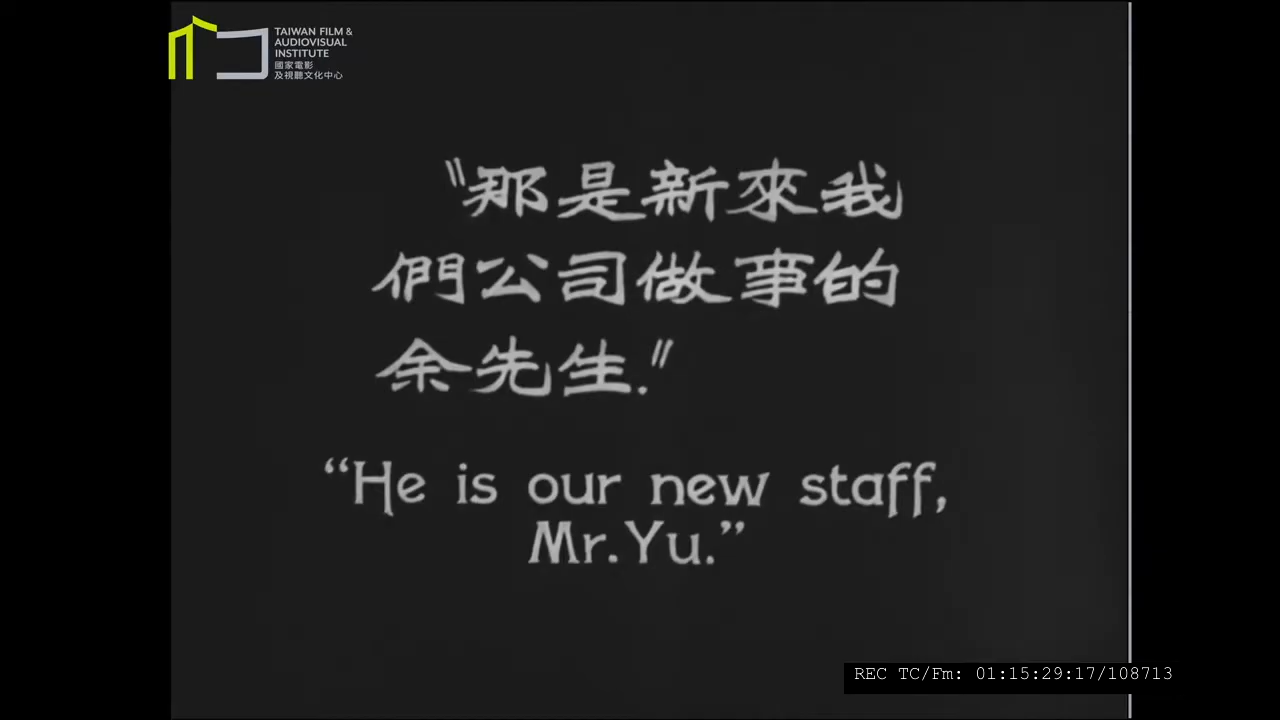 TAIWAN FILM &
AUDIOVISUAL
INSTITUTE
國家電影
及視聽文化中心
"那是新來我
們公司做事的
余先生."
“He is our new staff,
Mr.Yu.”
REC TC/Fm: 01:15:29:17/108713